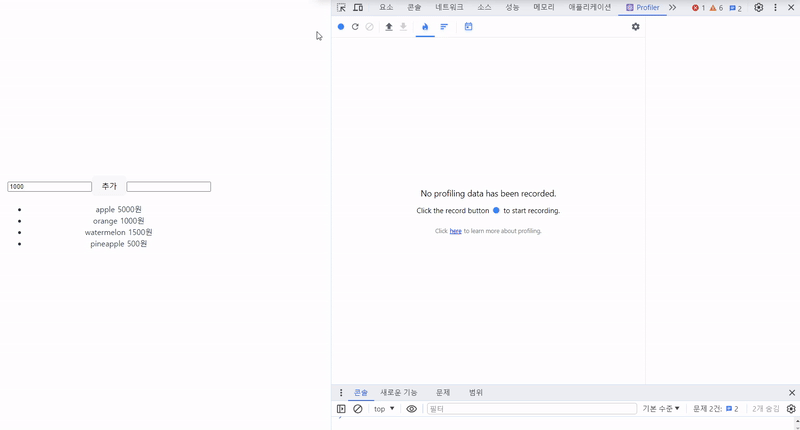 요소 콘솔 네트워크 소스 성능 메모리 애플리케이션 Profiler 1 6 2
1000 추가
apple 5000원
orange 1000원
watermelon 1500원
pineapple 500원
No profiling data has been recorded.
Click the record button to start recording.
Click here to learn more about profiling.
콘솔 새로운 기능 문제 범위
top 필터 기본 수준 문제 2건: 2 2개 숨김